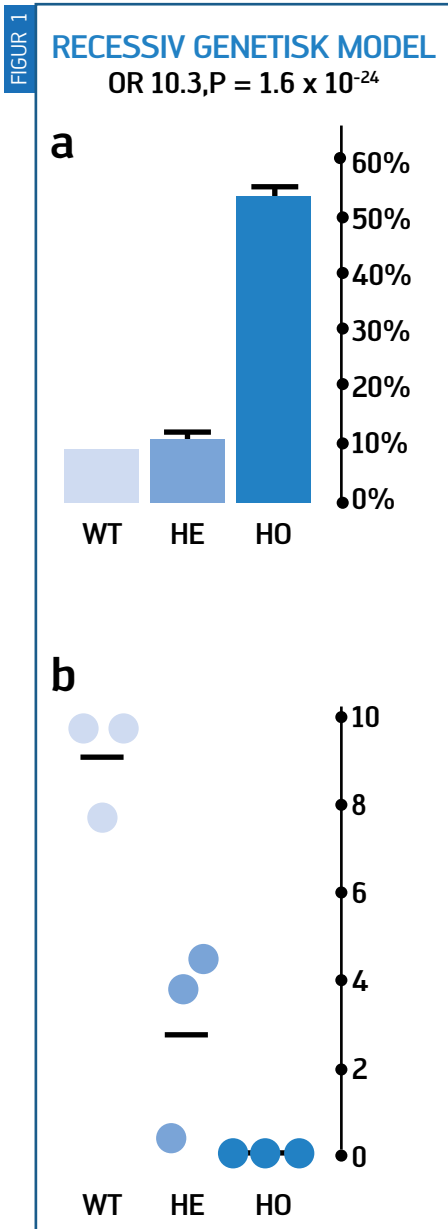 FIGUR 1
RECESSIV GENETISK MODEL
OR 10.3,P = 1.6 x 10⁻²⁴
a
60%
50%
40%
30%
20%
10%
0%
WT HE HO
b
10
8
6
4
2
0
WT HE HO